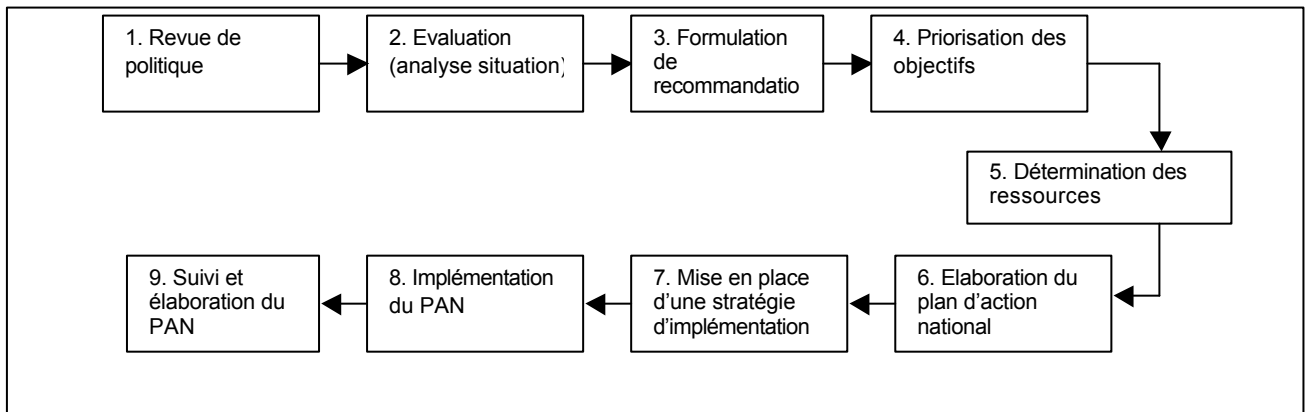 1. Revue de
politique
2. Evaluation
(analyse situation)
3. Formulation
de
recommandatio
4. Priorisation des
objectifs
5. Détermination des
ressources
6. Elaboration du
plan d’action
national
7. Mise en place
d’une stratégie
d’implémentation
8. Implémentation
du PAN
9. Suivi et
élaboration du
PAN